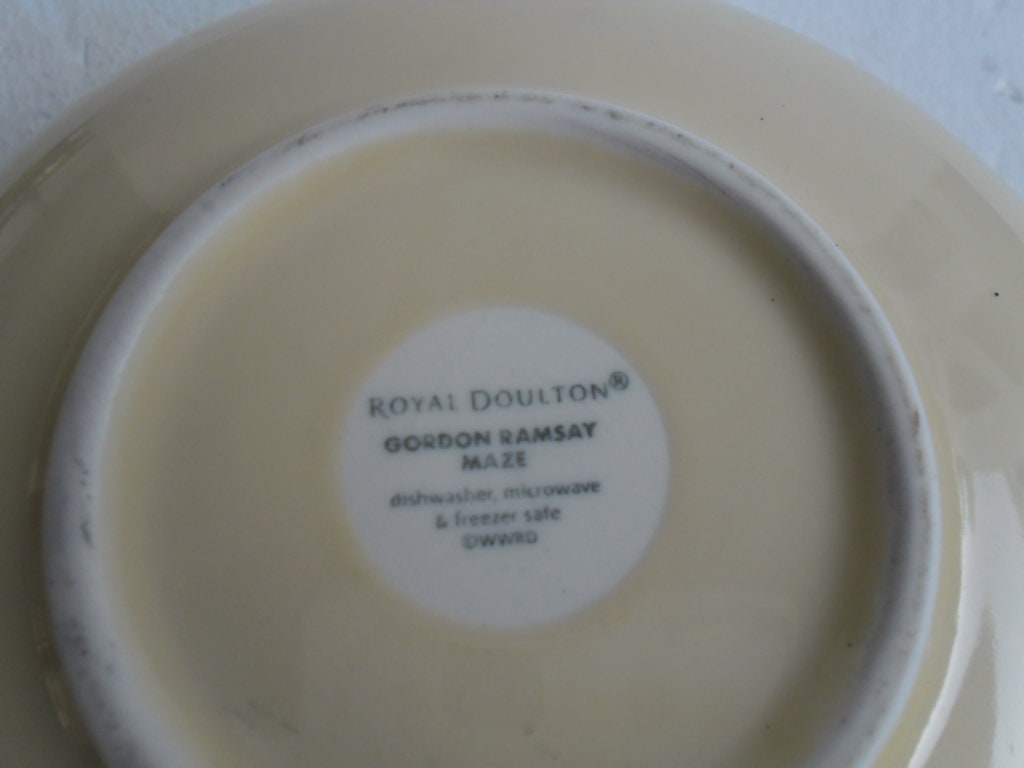 ROYAL DOULTON®
GORDON RAMSAY
MAZE
dishwasher, microwave
& freezer safe
©WWRD